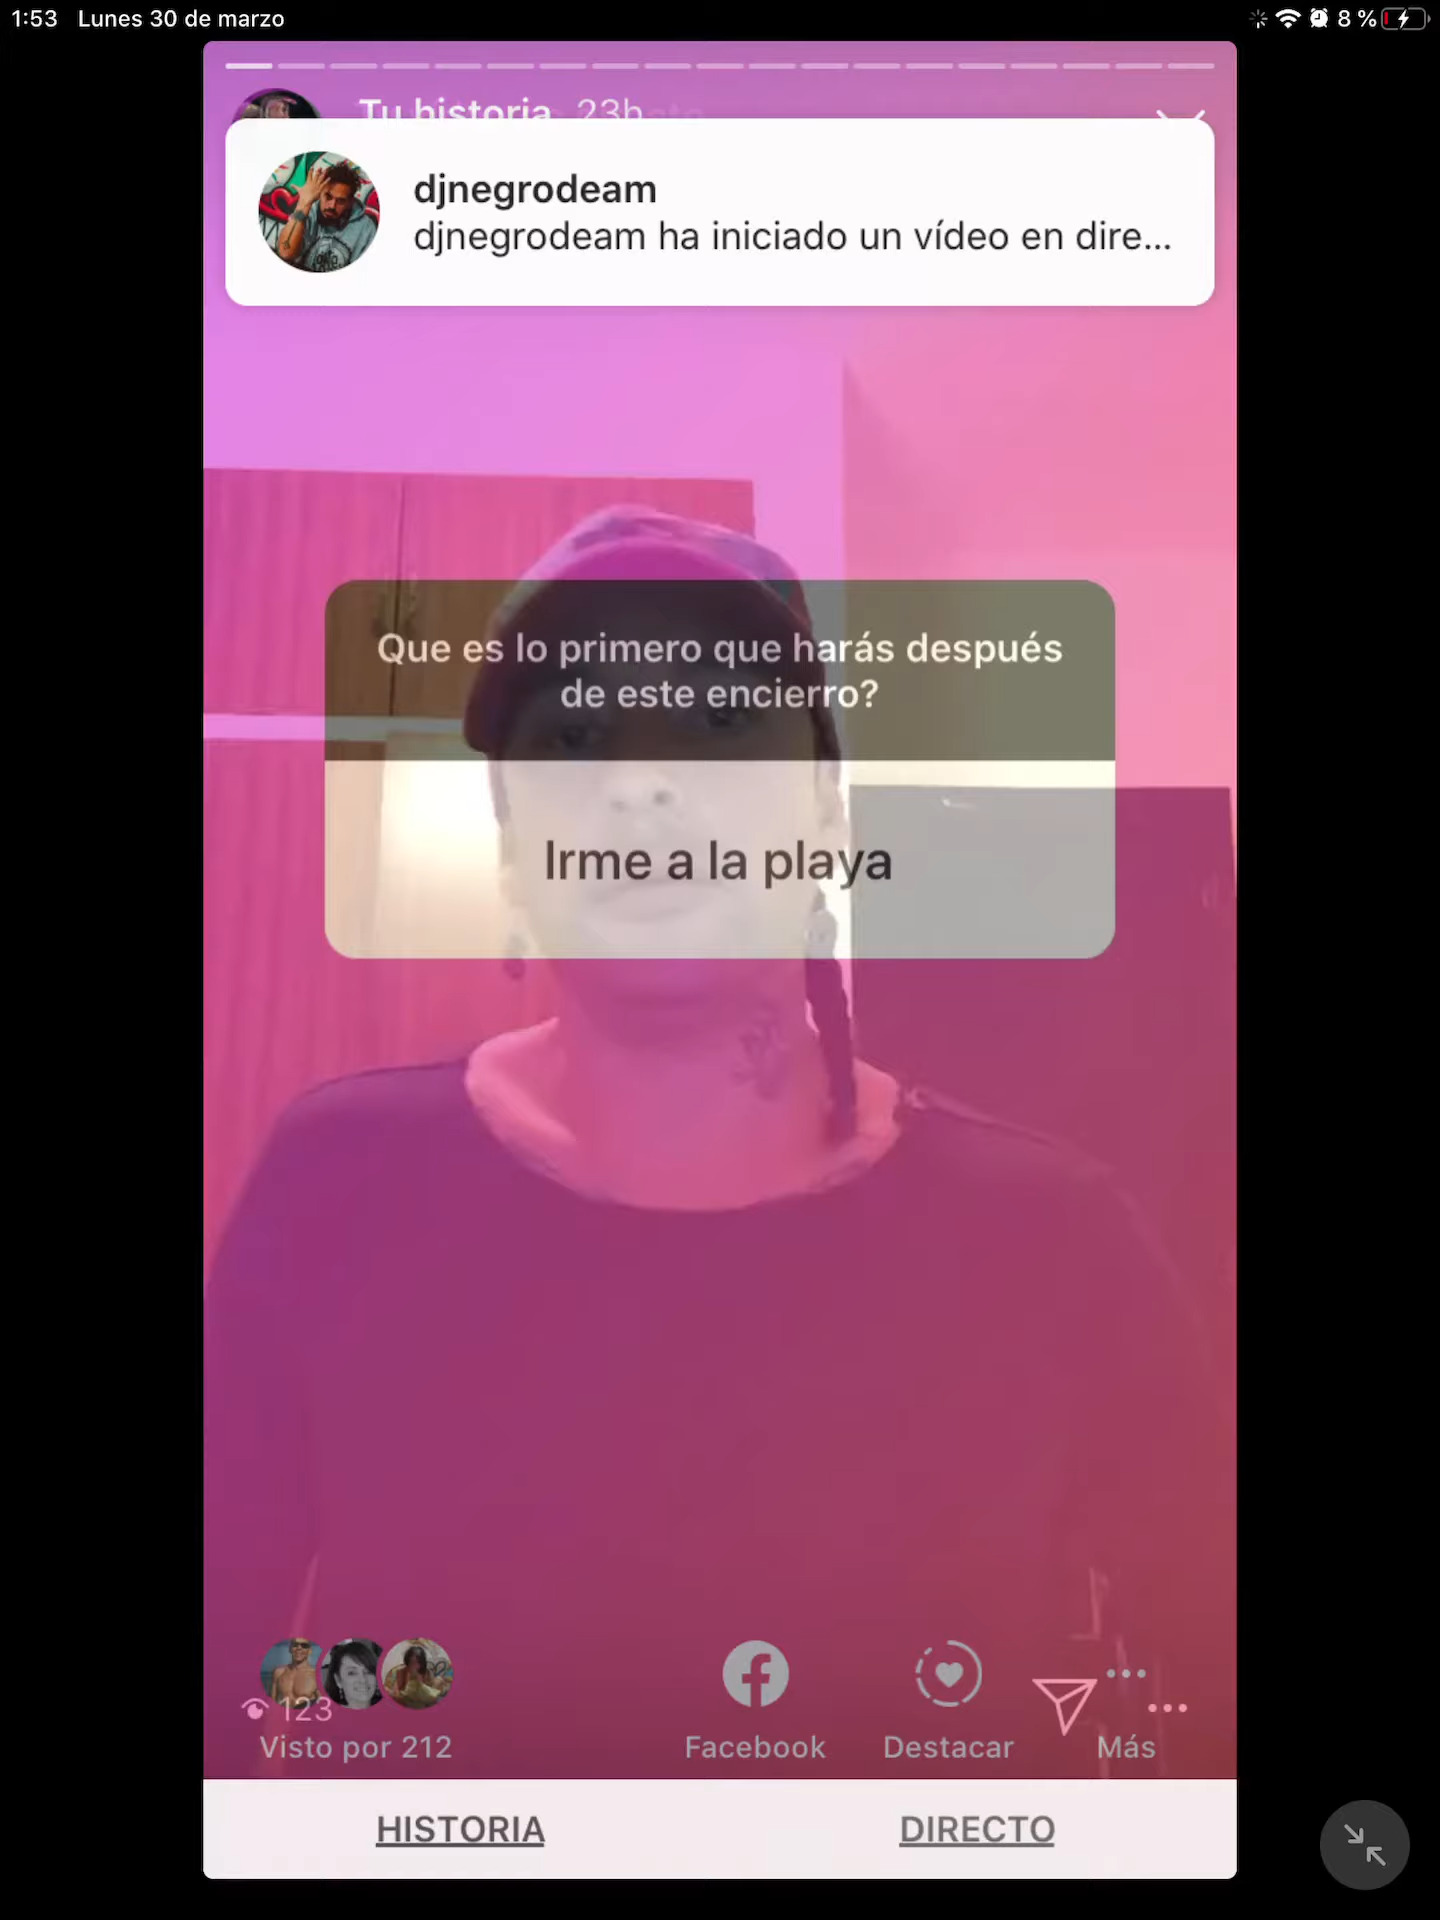 1:53 Lunes 30 de marzo 8 %
Tu historia 23h
djnegrodeam
djnegrodeam ha iniciado un vídeo en dire...
Que es lo primero que harás después
de este encierro?
Irme a la playa
123
Visto por 212
Facebook
Destacar
Más
HISTORIA
DIRECTO